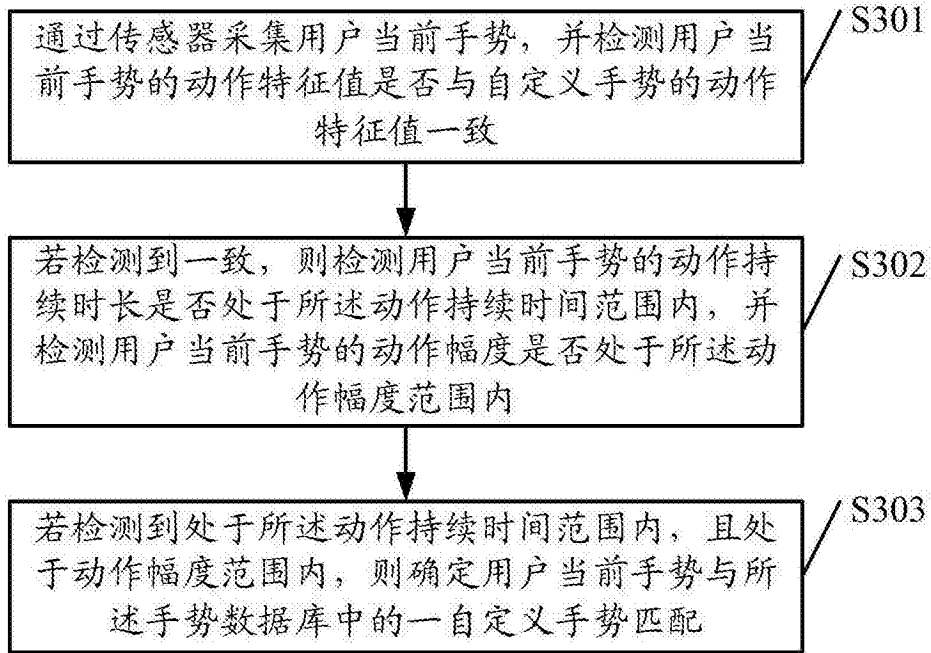 通过传感器采集用户当前手势，并检测用户当
前手势的动作特征值是否与自定义手势的动作
特征值一致
S301
若检测到一致，则检测用户当前手势的动作持
续时长是否处于所述动作持续时间范围内，并
检测用户当前手势的动作幅度是否处于所述动
作幅度范围内
S302
若检测到处于所述动作持续时间范围内，且处
于动作幅度范围内，则确定用户当前手势与所
述手势数据库中的一自定义手势匹配
S303